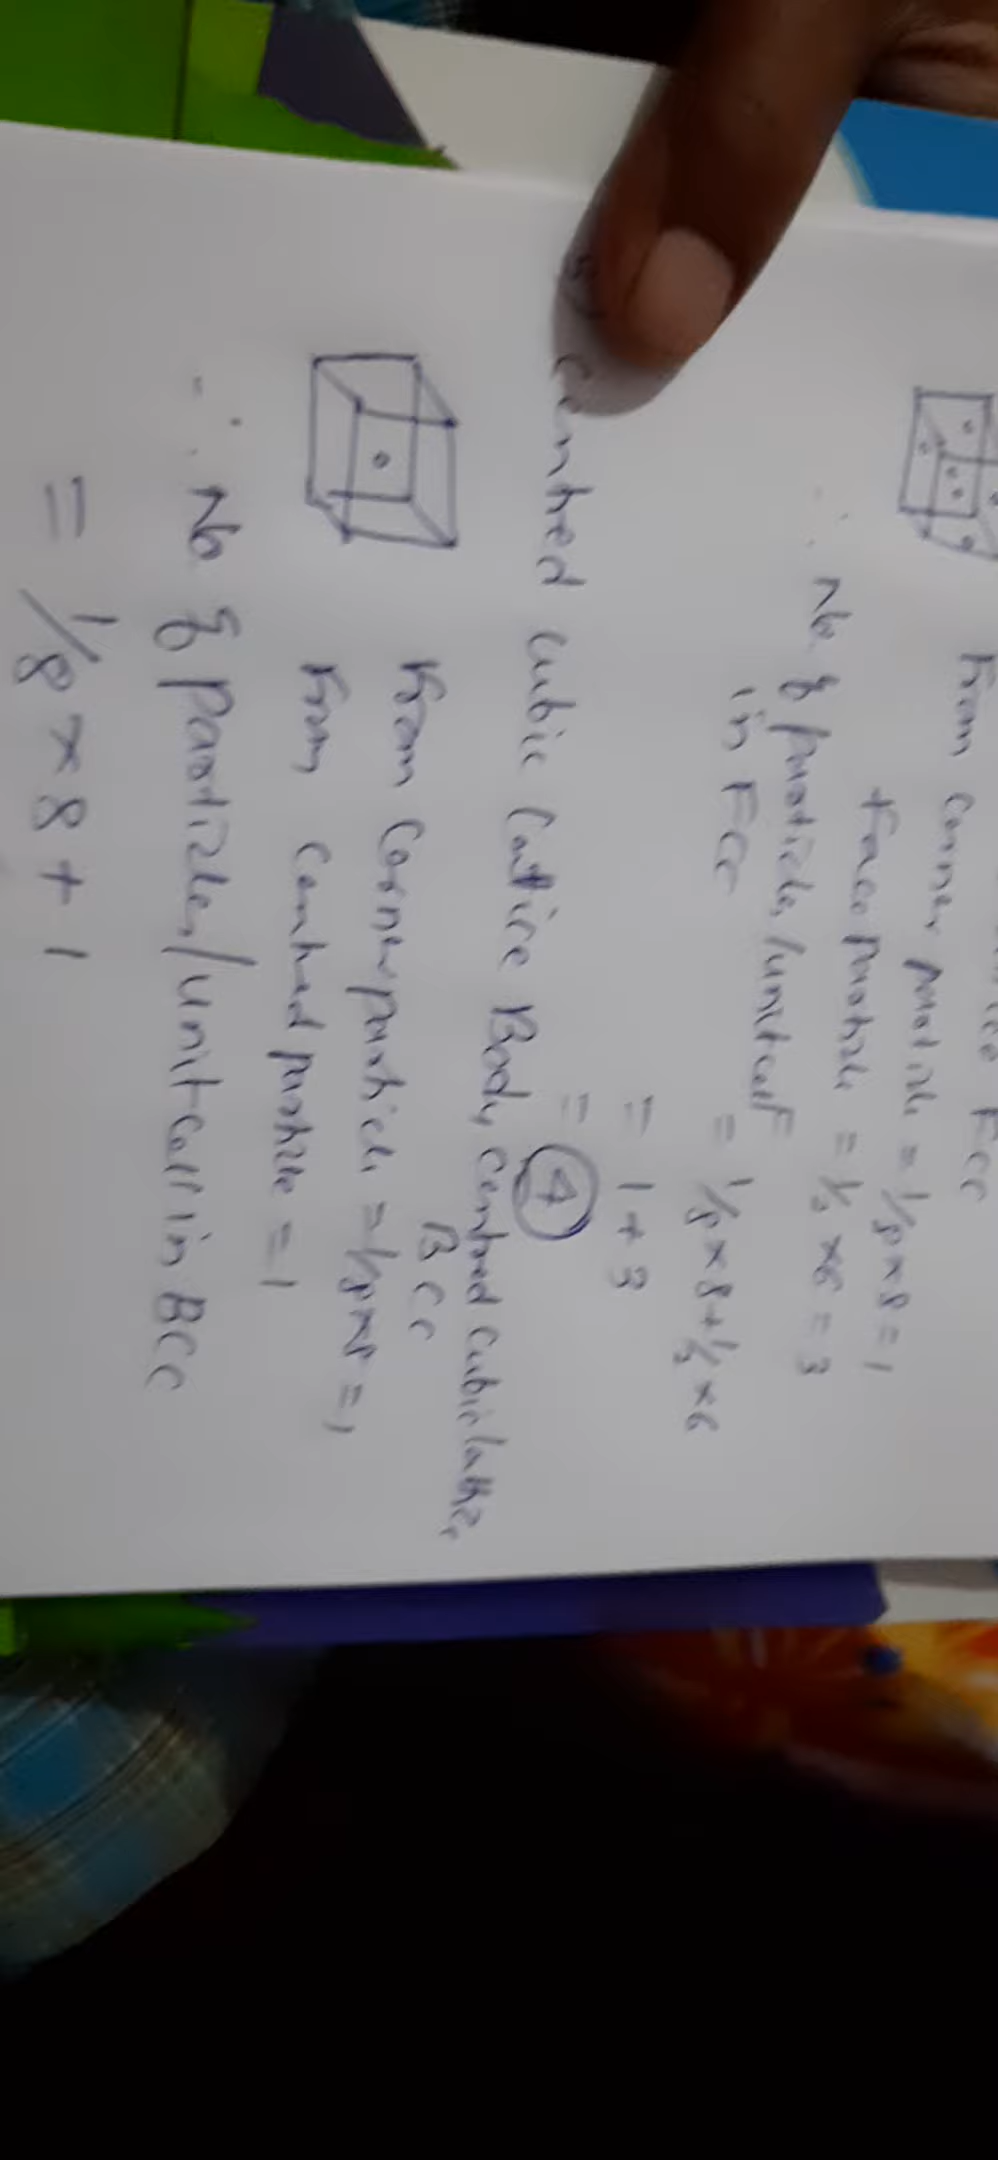 Fcc
From Corner particle = 1/8 × 8 = 1
Face particle = 1/2 × 6 = 3
∴ No of particles/unit cell = 1/8 × 8 + 1/2 × 6
in Fcc
= 1 + 3
= 4
Centred cubic Lattice Body centred cubic lattice
BCC
From Corner particle = 1/8 × 8 = 1
From Centred particle = 1
∴ No of particles/unit cell in BCC
= 1/8 × 8 + 1